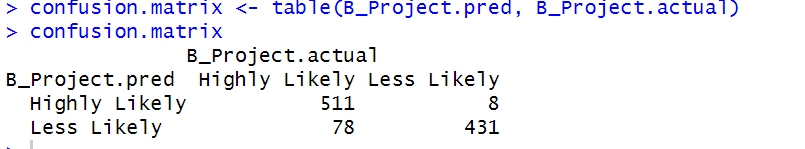 > confusion.matrix <- table(B_Project.pred, B_Project.actual)
> confusion.matrix
                B_Project.actual
B_Project.pred  Highly Likely Less Likely
  Highly Likely           511           8
  Less Likely              78         431
>